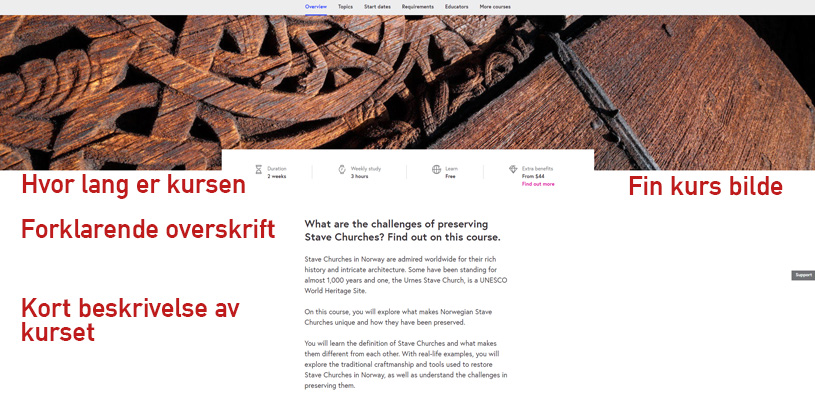 Overview Topics Start dates Requirements Educators More courses
Duration
2 weeks
Weekly study
3 hours
Learn
Free
Extra benefits
From $44
Find out more
Hvor lang er kursen
Fin kurs bilde
Forklarende overskrift
What are the challenges of preserving
Stave Churches? Find out on this course.
Stave Churches in Norway are admired worldwide for their rich
history and intricate architecture. Some have been standing for
almost 1,000 years and one, the Urnes Stave Church, is a UNESCO
World Heritage Site.
Support
Kort beskrivelse av
kurset
On this course, you will explore what makes Norwegian Stave
Churches unique and how they have been preserved.
You will learn the definition of Stave Churches and what makes
them different from each other. With real-life examples, you will
explore the traditional craftmanship and tools used to restore
Stave Churches in Norway, as well as understand the challenges in
preserving them.